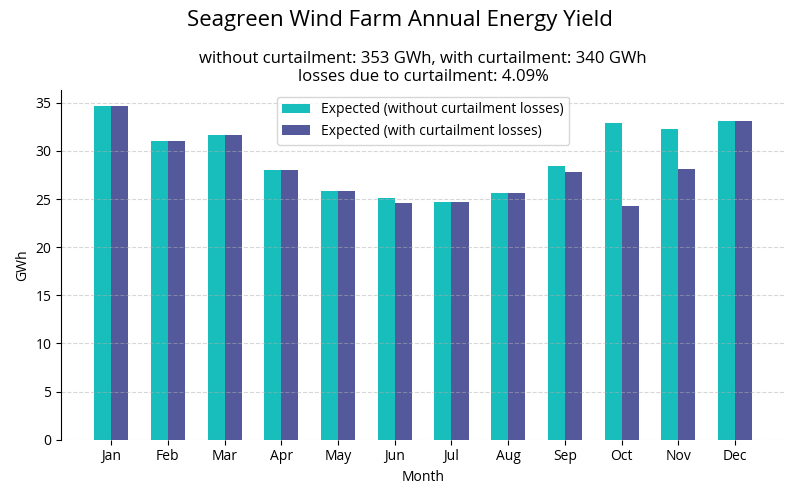 Seagreen Wind Farm Annual Energy Yield
without curtailment: 353 GWh, with curtailment: 340 GWh
losses due to curtailment: 4.09%
Expected (without curtailment losses)
Expected (with curtailment losses)
GWh
35
30
25
20
15
10
5
0
Jan Feb Mar Apr May Jun Jul Aug Sep Oct Nov Dec
Month